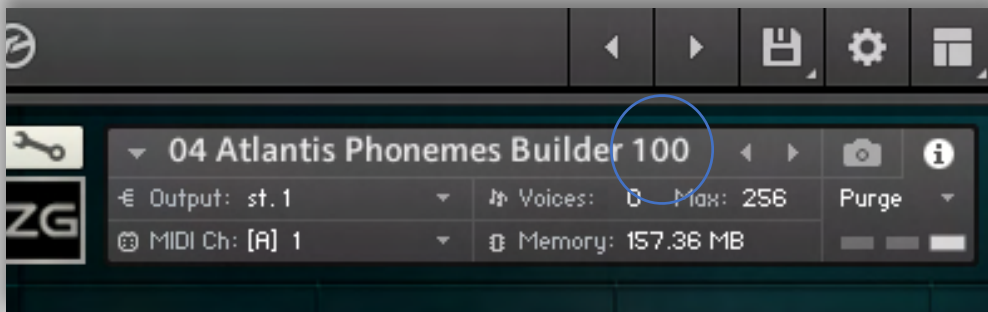 04 Atlantis Phonemes Builder 100
ZG
Output: st.1
Voices: 0 Max: 256
Purge
MIDI Ch: [A] 1
Memory: 157.36 MB